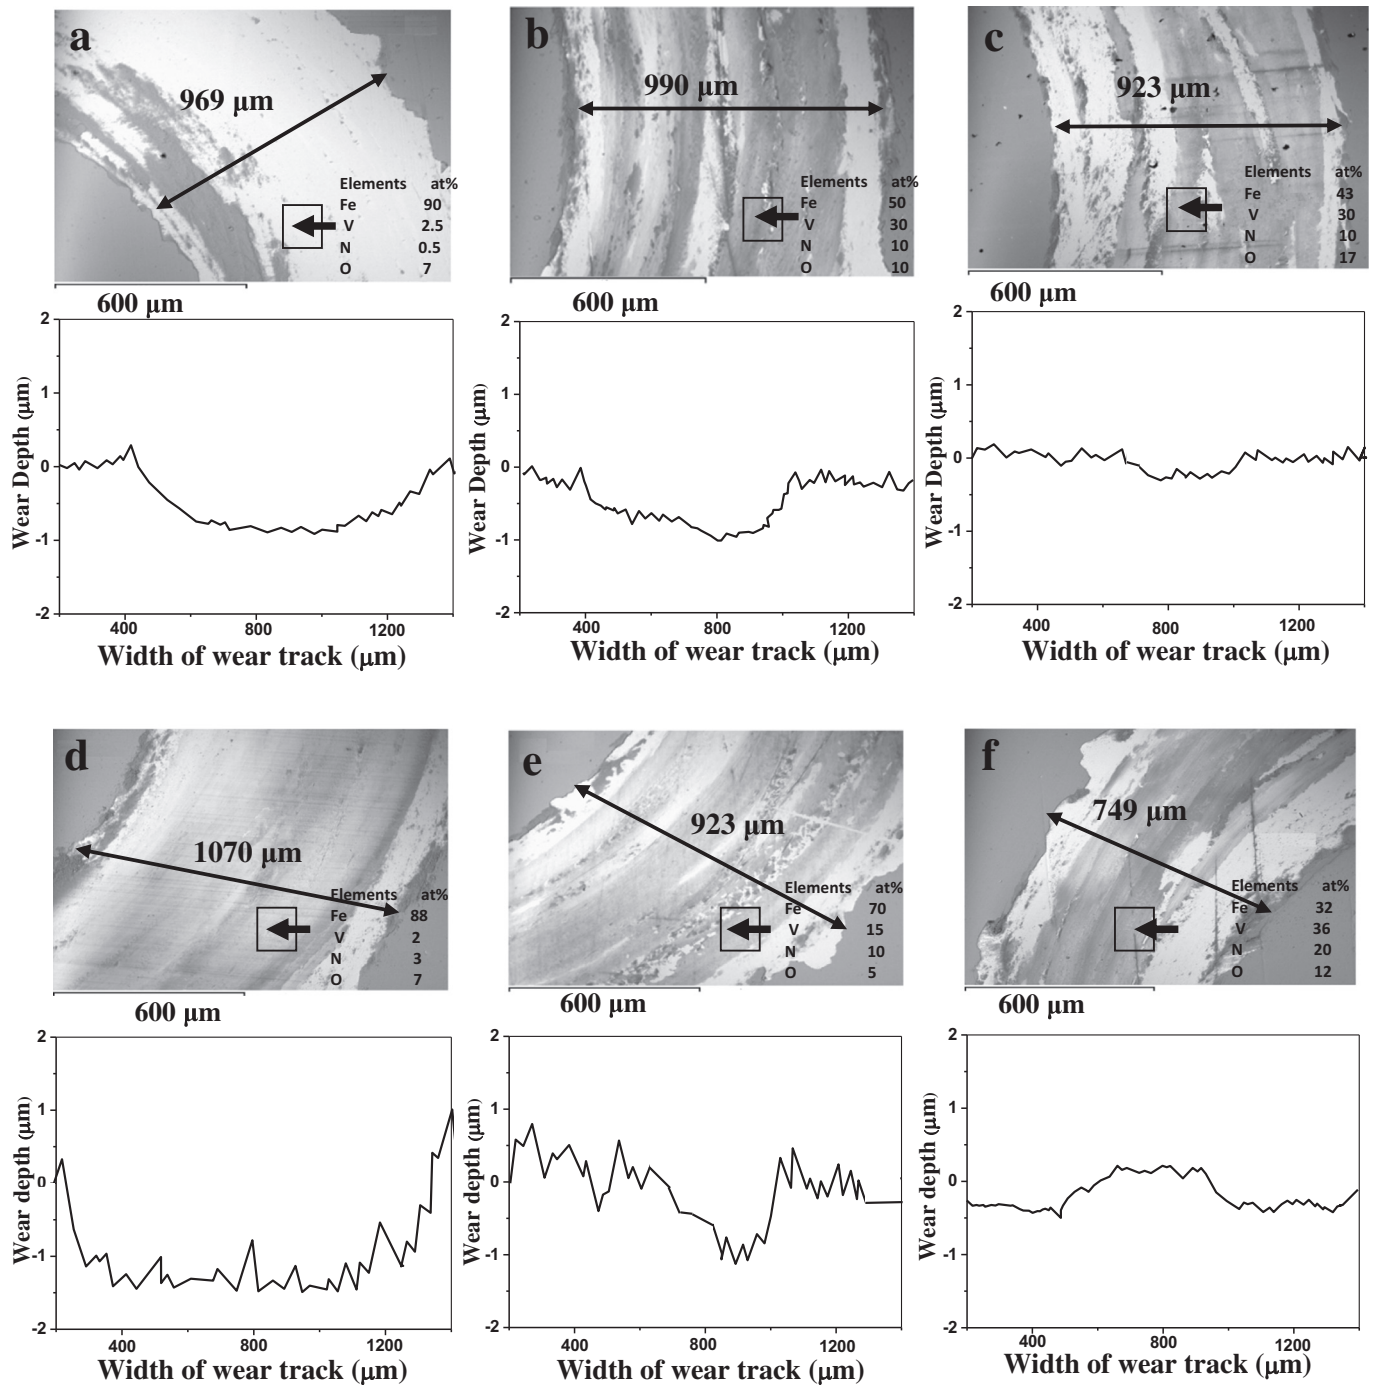 a
969 μm
Elements at%
Fe 90
V 2.5
N 0.5
O 7
600 μm
b
990 μm
Elements at%
Fe 50
V 30
N 10
O 10
600 μm
c
923 μm
Elements at%
Fe 43
V 30
N 10
O 17
600 μm
2
1
0
-1
-2
Wear Depth (μm)
400 800 1200
Width of wear track (μm)
2
1
0
-1
-2
Wear Depth (μm)
400 800 1200
Width of wear track (μm)
2
1
0
-1
-2
Wear Depth (μm)
400 800 1200
Width of wear track (μm)
d
1070 μm
Elements at%
Fe 88
V 2
N 3
O 7
600 μm
e
923 μm
Elements at%
Fe 70
V 15
N 10
O 5
600 μm
f
749 μm
Elements at%
Fe 32
V 36
N 20
O 12
600 μm
2
1
0
-1
-2
Wear depth (μm)
400 800 1200
Width of wear track (μm)
2
1
0
-1
-2
Wear depth (μm)
400 800 1200
Width of wear track (μm)
2
1
0
-1
-2
Wear depth (μm)
400 800 1200
Width of wear track (μm)